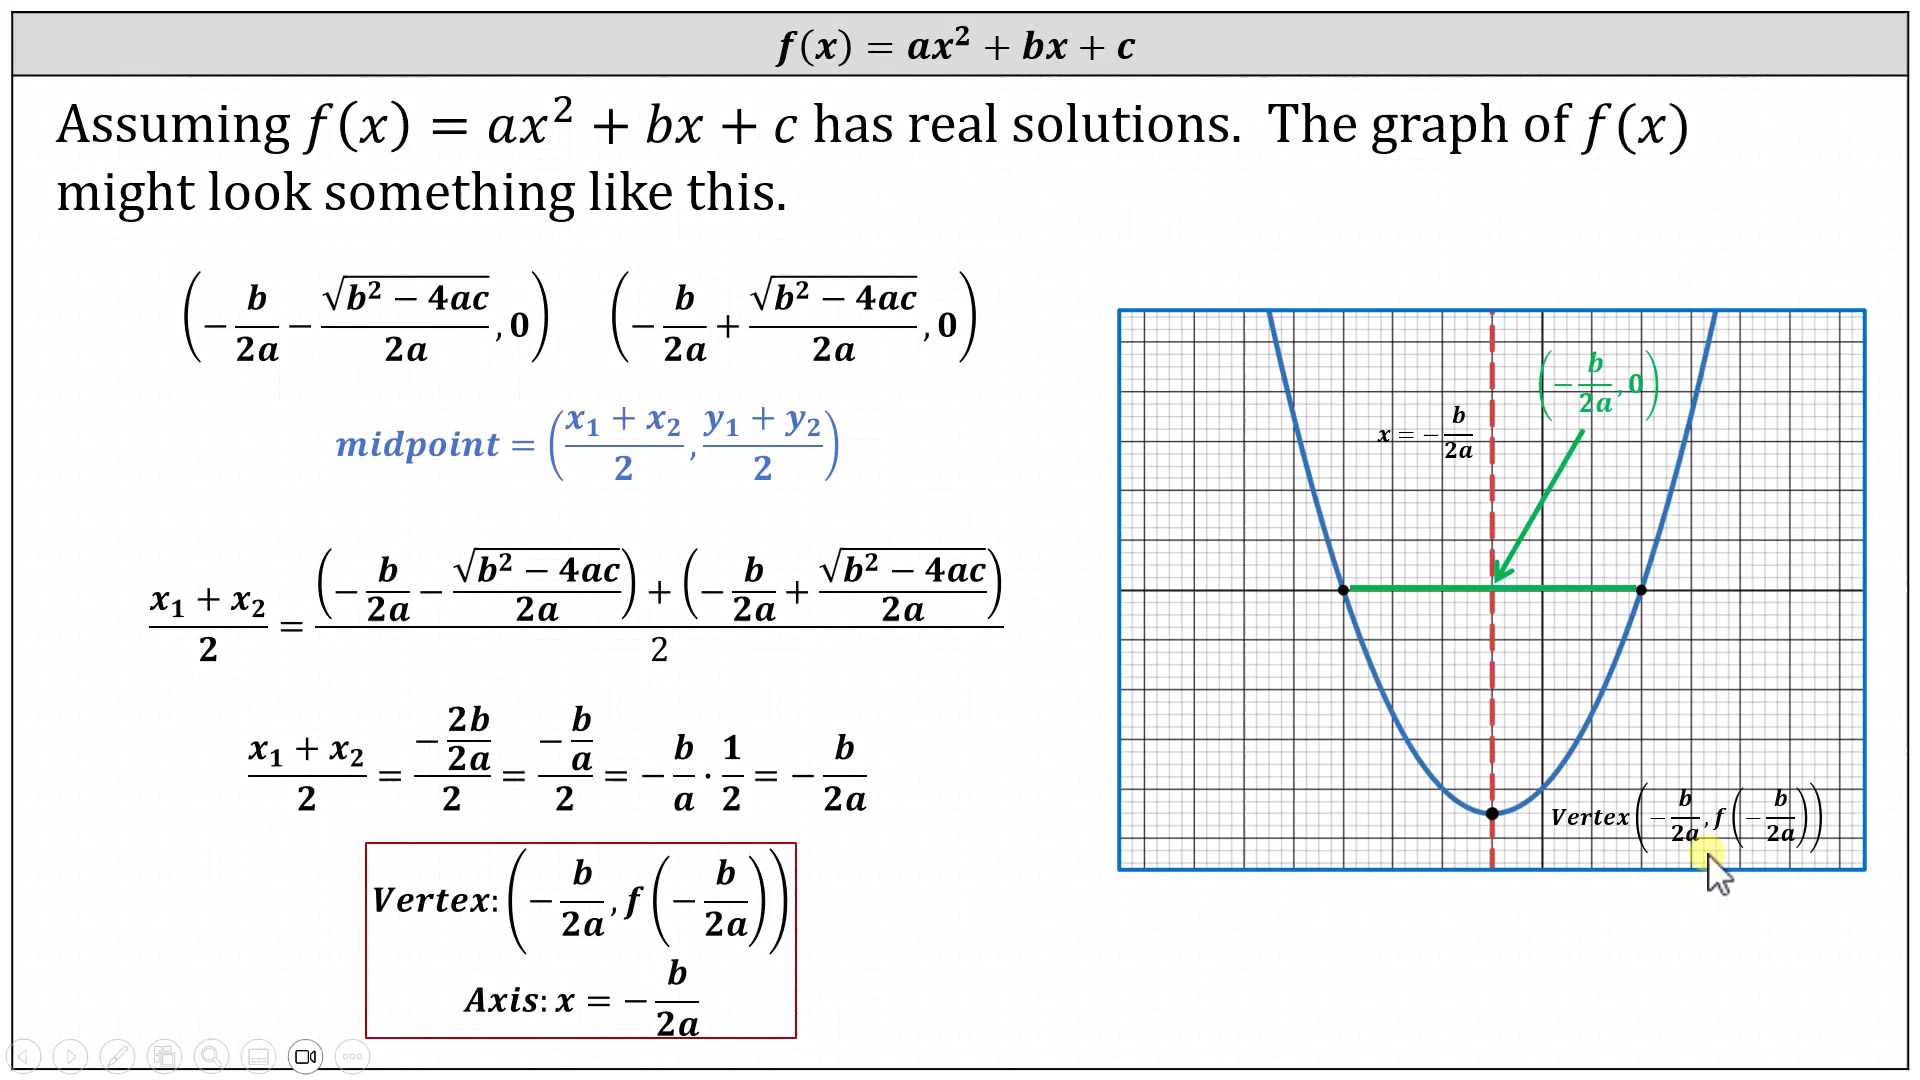 f(x) = ax² + bx + c
Assuming f(x) = ax² + bx + c has real solutions. The graph of f(x)
might look something like this.
(-b/2a - √(b² - 4ac)/2a, 0) (-b/2a + √(b² - 4ac)/2a, 0)
midpoint = ((x₁ + x₂)/2, (y₁ + y₂)/2)
(x₁ + x₂)/2 = ((-b/2a - √(b² - 4ac)/2a) + (-b/2a + √(b² - 4ac)/2a))/2
(x₁ + x₂)/2 = (-2b/2a)/2 = (-b/a)/2 = -b/a · 1/2 = -b/2a
Vertex: (-b/2a, f(-b/2a))
Axis: x = -b/2a
(-b/2a, 0)
x = -b/2a
Vertex(-b/2a, f(-b/2a))